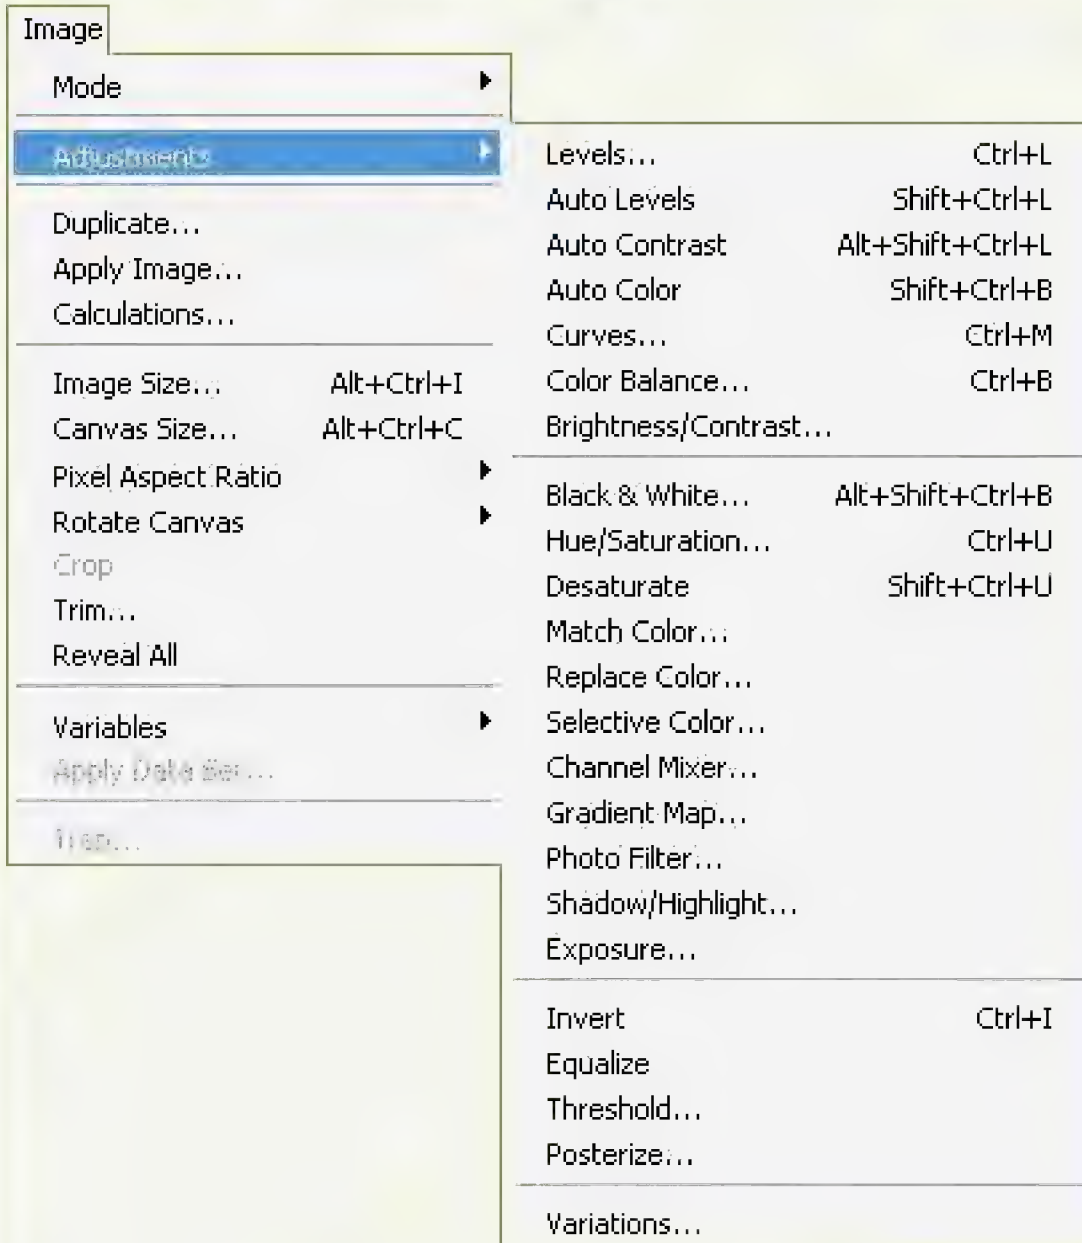 Image
Mode
Adjustments
Duplicate...
Apply Image...
Calculations...
Image Size... Alt+Ctrl+I
Canvas Size... Alt+Ctrl+C
Pixel Aspect Ratio
Rotate Canvas
Crop
Trim...
Reveal All
Variables
Apply Data Set...
Trap...
Levels... Ctrl+L
Auto Levels Shift+Ctrl+L
Auto Contrast Alt+Shift+Ctrl+L
Auto Color Shift+Ctrl+B
Curves... Ctrl+M
Color Balance... Ctrl+B
Brightness/Contrast...
Black & White... Alt+Shift+Ctrl+B
Hue/Saturation... Ctrl+U
Desaturate Shift+Ctrl+U
Match Color...
Replace Color...
Selective Color...
Channel Mixer...
Gradient Map...
Photo Filter...
Shadow/Highlight...
Exposure...
Invert Ctrl+I
Equalize
Threshold...
Posterize...
Variations...